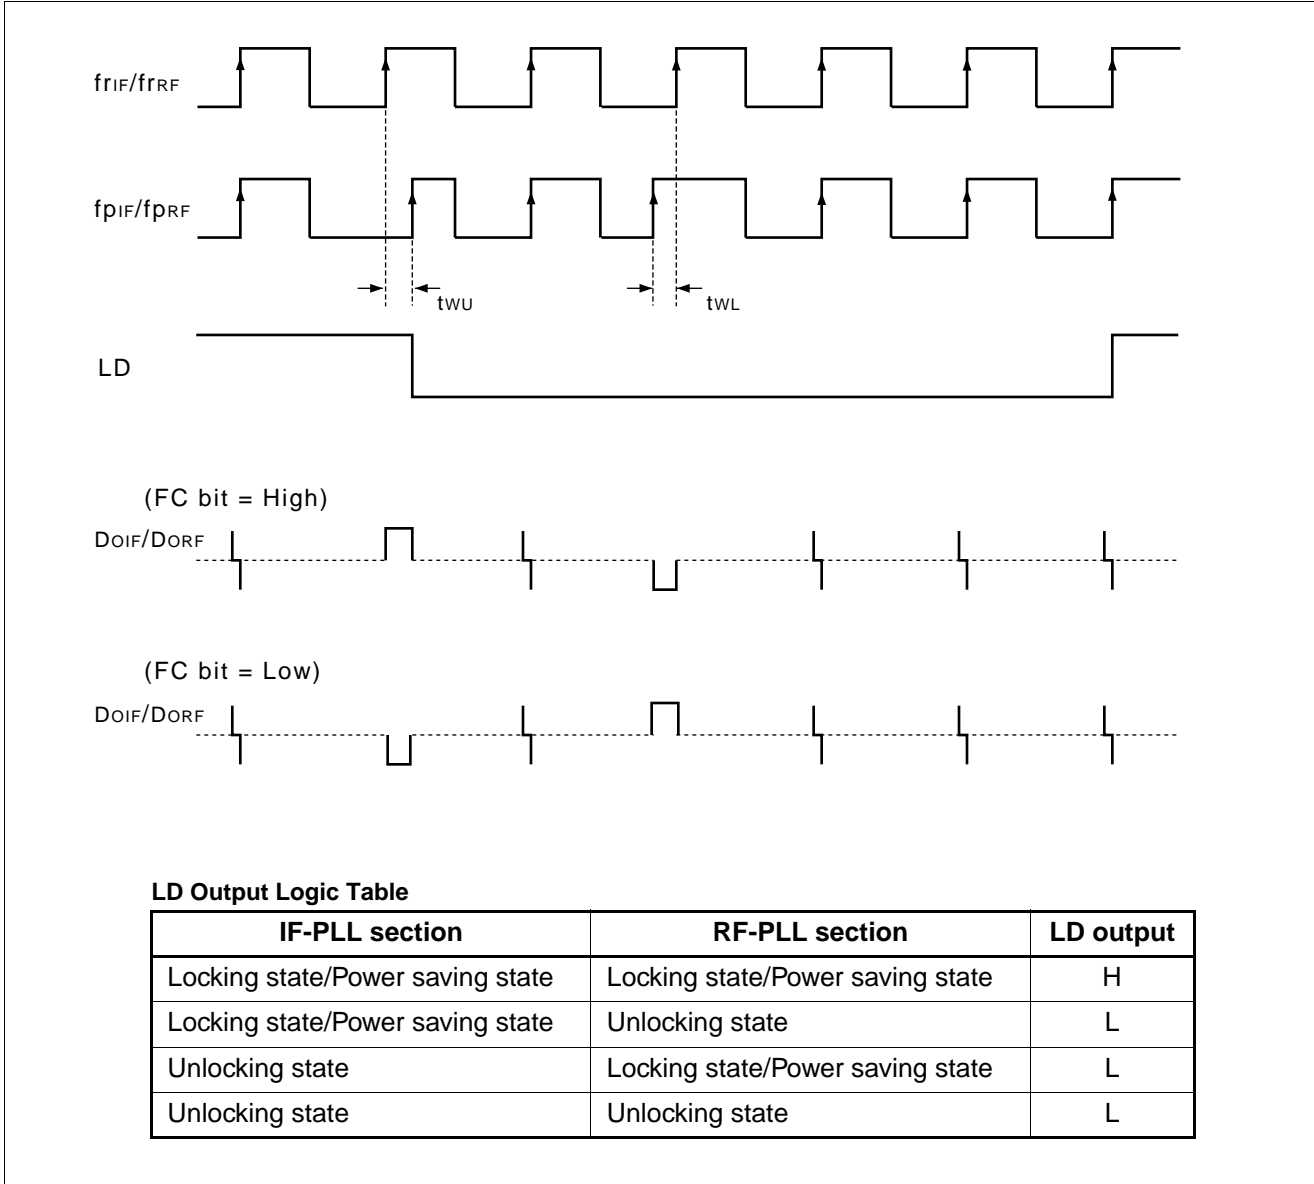 frIF/frRF
fpIF/fpRF
tWU
tWL
LD
(FC bit = High)
DOIF/DORF
(FC bit = Low)
DOIF/DORF
LD Output Logic Table
IF-PLL section RF-PLL section LD output
Locking state/Power saving state Locking state/Power saving state H
Locking state/Power saving state Unlocking state L
Unlocking state Locking state/Power saving state L
Unlocking state Unlocking state L